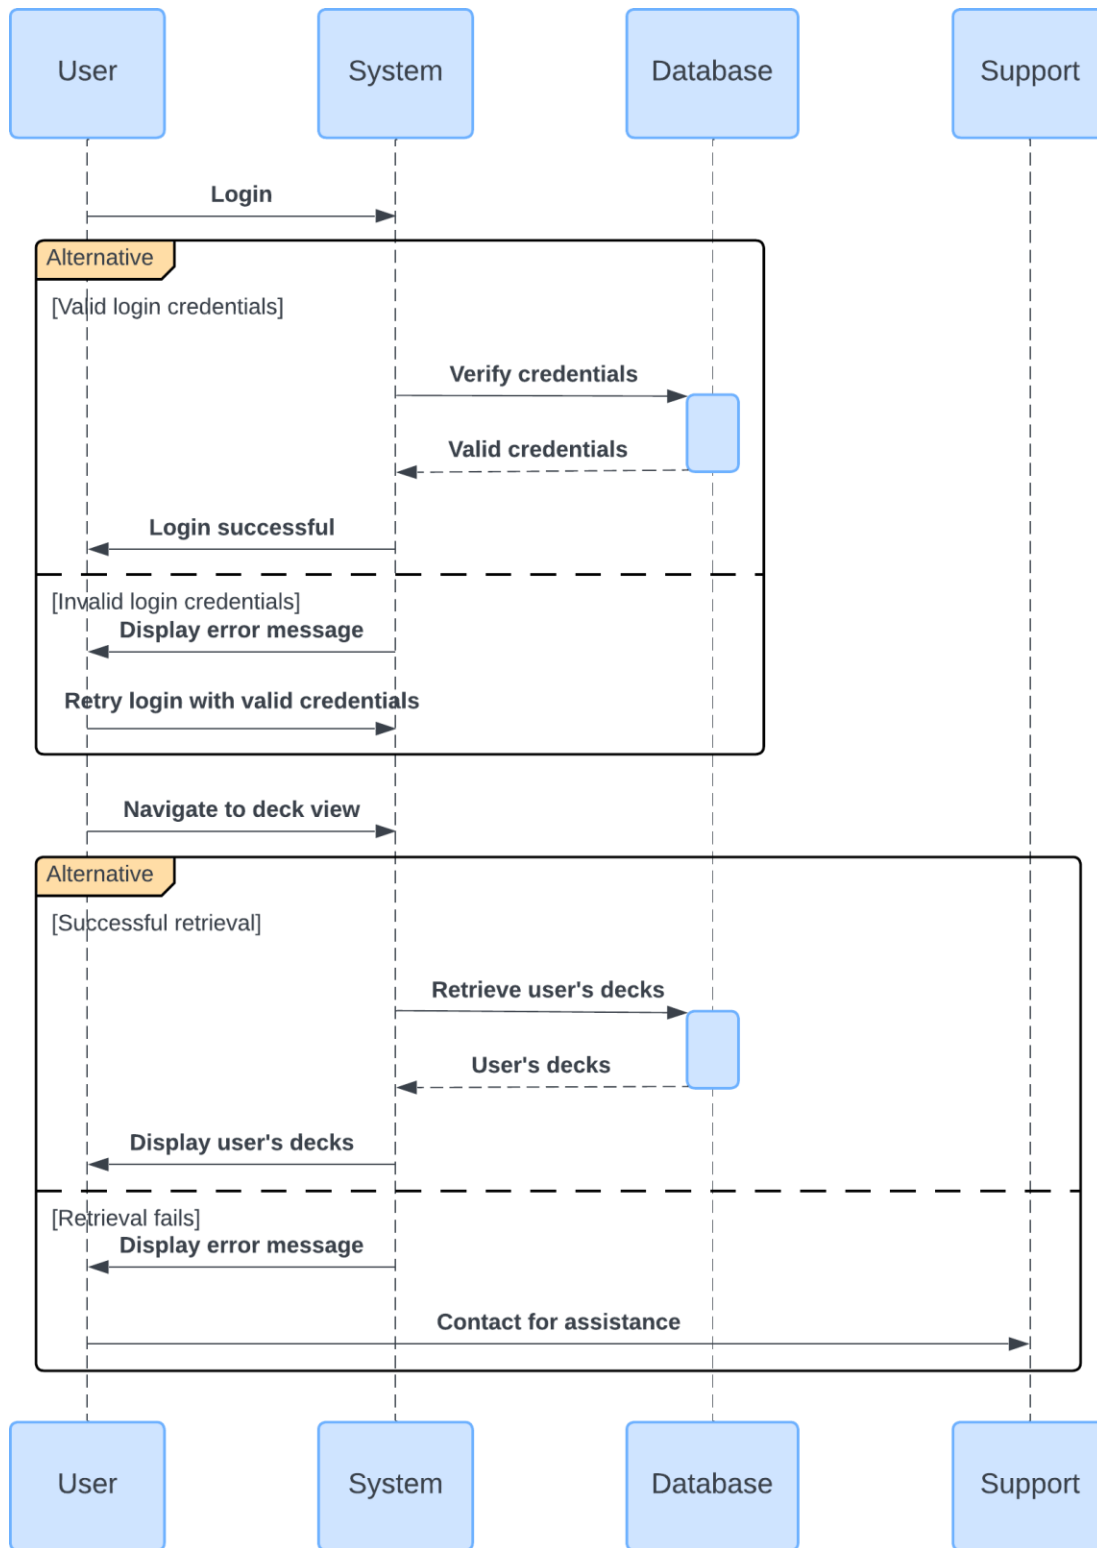 User
System
Database
Support
Login
Alternative
[Valid login credentials]
Verify credentials
Valid credentials
Login successful
[Invalid login credentials]
Display error message
Retry login with valid credentials
Navigate to deck view
Alternative
[Successful retrieval]
Retrieve user's decks
User's decks
Display user's decks
[Retrieval fails]
Display error message
Contact for assistance
User
System
Database
Support